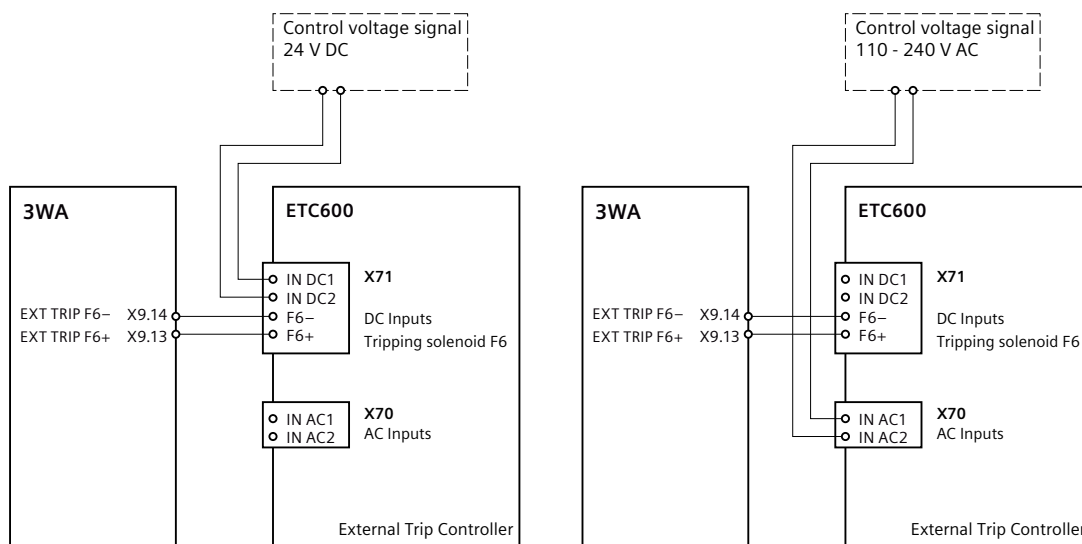 Control voltage signal
24 V DC
3WA
ETC600
IN DC1
X71
IN DC2
EXT TRIP F6− X9.14
F6−
DC Inputs
EXT TRIP F6+ X9.13
F6+
Tripping solenoid F6
IN AC1
X70
IN AC2
AC Inputs
External Trip Controller
Control voltage signal
110 - 240 V AC
3WA
ETC600
IN DC1
X71
IN DC2
EXT TRIP F6− X9.14
F6−
DC Inputs
EXT TRIP F6+ X9.13
F6+
Tripping solenoid F6
IN AC1
X70
IN AC2
AC Inputs
External Trip Controller